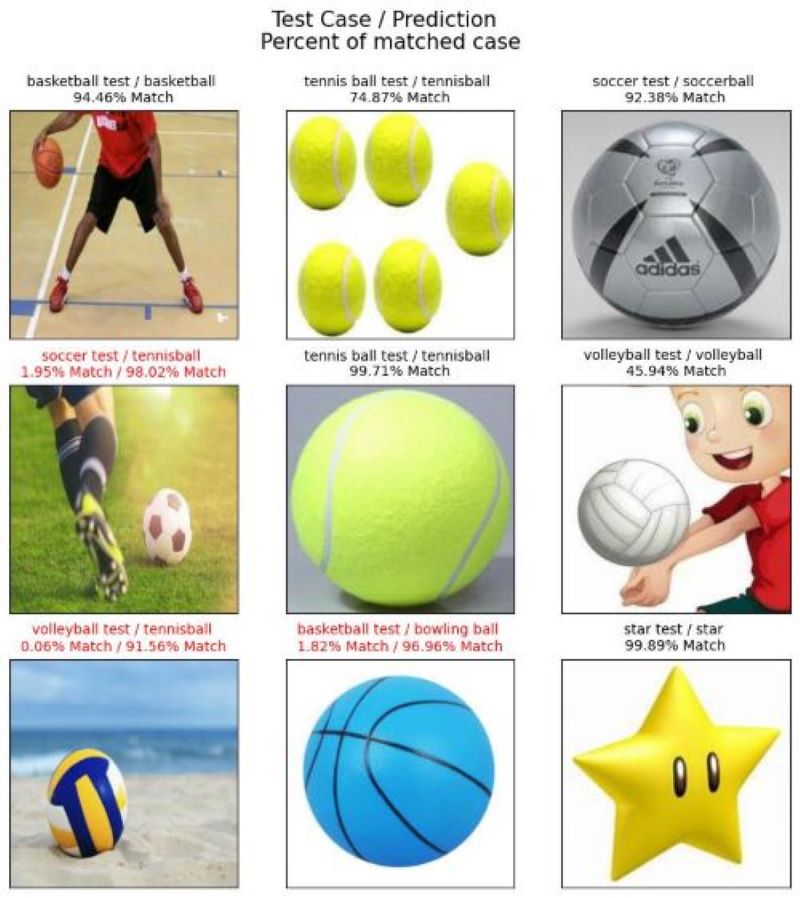 Test Case / Prediction
Percent of matched case
basketball test / basketball
94.46% Match
tennis ball test / tennisball
74.87% Match
soccer test / soccerball
92.38% Match
adidas
soccer test / tennisball
1.95% Match / 98.02% Match
tennis ball test / tennisball
99.71% Match
volleyball test / volleyball
45.94% Match
volleyball test / tennisball
0.06% Match / 91.56% Match
basketball test / bowling ball
1.82% Match / 96.96% Match
star test / star
99.89% Match